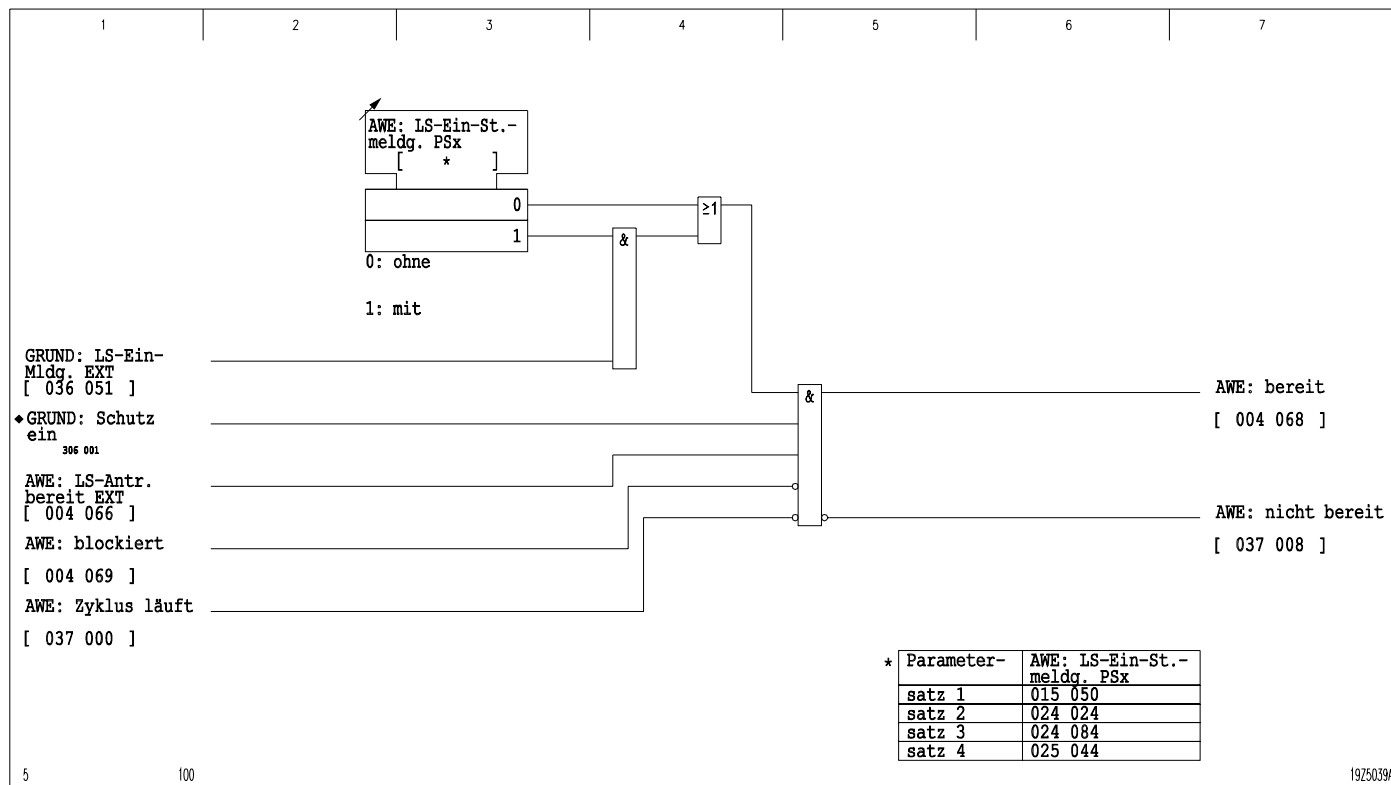 1 2 3 4 5 6 7
AWE: LS-Ein-St.-
meldg. PSx
[ * ]
0
≥1
1
&
0: ohne
1: mit
GRUND: LS-Ein-
Mldg. EXT
[ 036 051 ]
&
AWE: bereit
[ 004 068 ]
◆GRUND: Schutz
ein
306 001
AWE: LS-Antr.
bereit EXT
[ 004 066 ]
AWE: nicht bereit
[ 037 008 ]
AWE: blockiert
[ 004 069 ]
AWE: Zyklus läuft
[ 037 000 ]
* Parameter- AWE: LS-Ein-St.-
meldg. PSx
satz 1 015 050
satz 2 024 024
satz 3 024 084
satz 4 025 044
5 100 19Z5039A